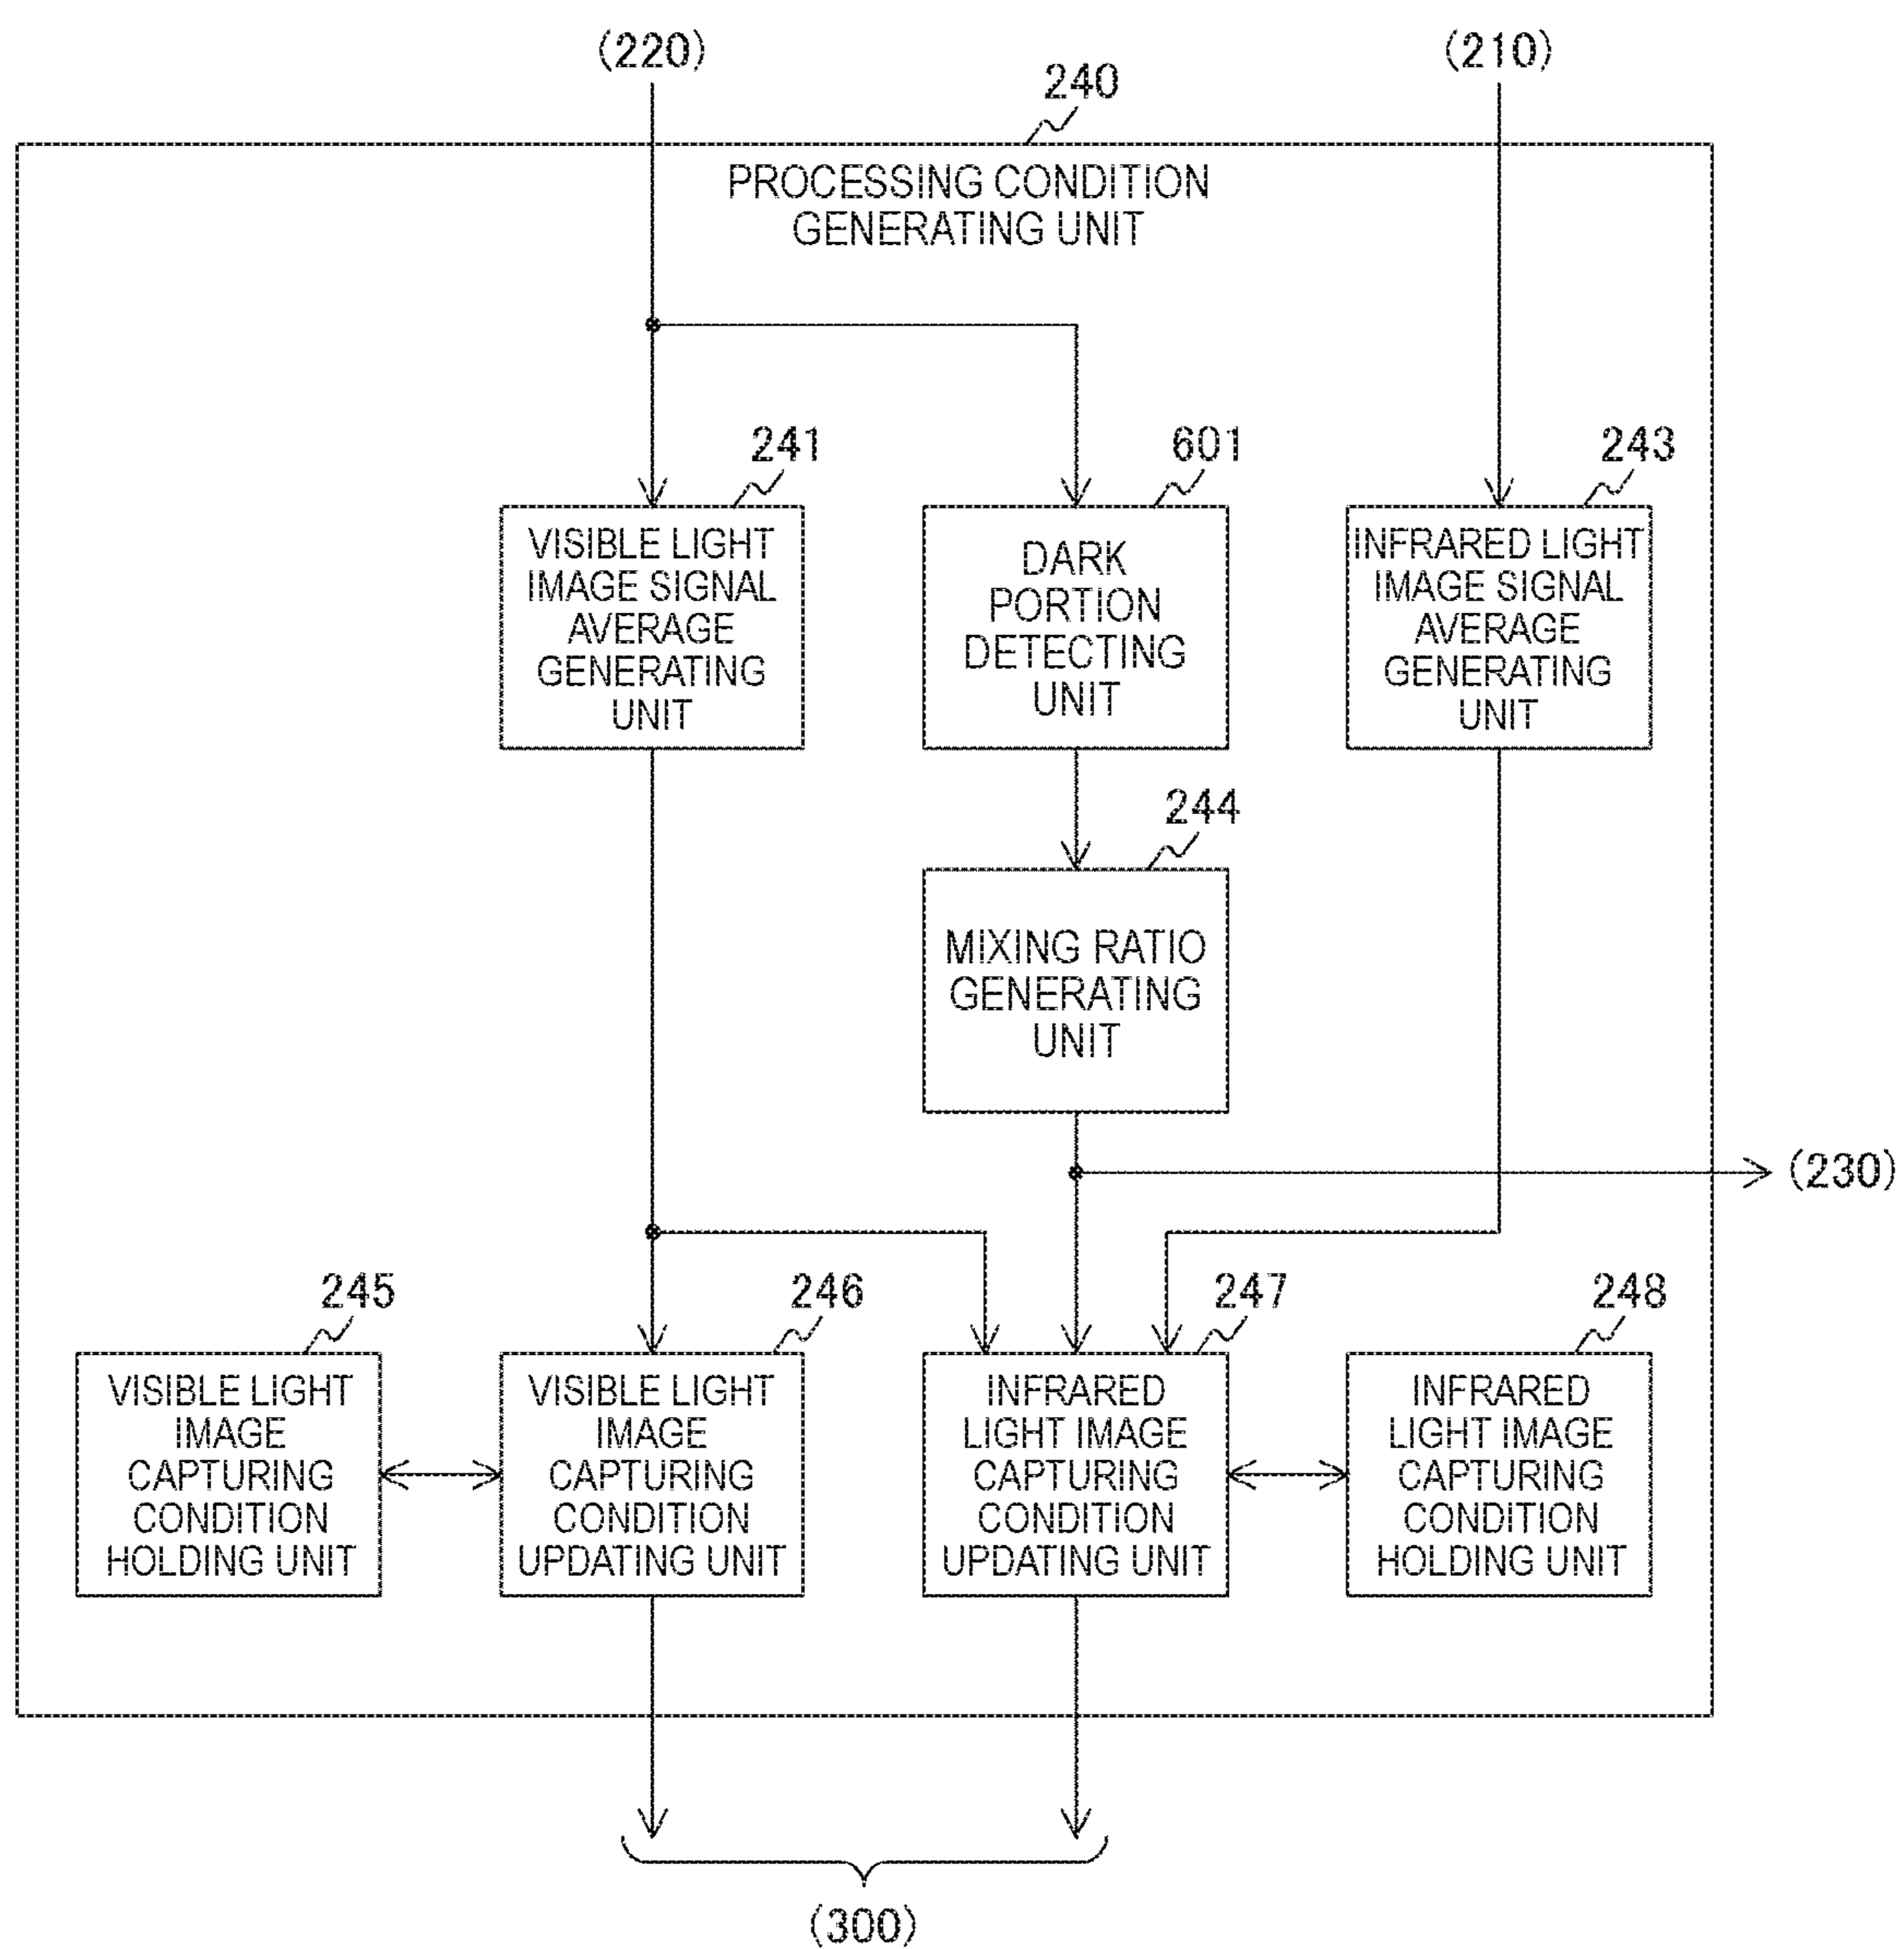 (220)
(210)
240
PROCESSING CONDITION
GENERATING UNIT
241
601
243
VISIBLE LIGHT
IMAGE SIGNAL
AVERAGE
GENERATING
UNIT
DARK
PORTION
DETECTING
UNIT
INFRARED LIGHT
IMAGE SIGNAL
AVERAGE
GENERATING
UNIT
244
MIXING RATIO
GENERATING
UNIT
(230)
245
246
247
248
VISIBLE LIGHT
IMAGE
CAPTURING
CONDITION
HOLDING UNIT
VISIBLE LIGHT
IMAGE
CAPTURING
CONDITION
UPDATING UNIT
INFRARED
LIGHT IMAGE
CAPTURING
CONDITION
UPDATING UNIT
INFRARED
LIGHT IMAGE
CAPTURING
CONDITION
HOLDING UNIT
(300)